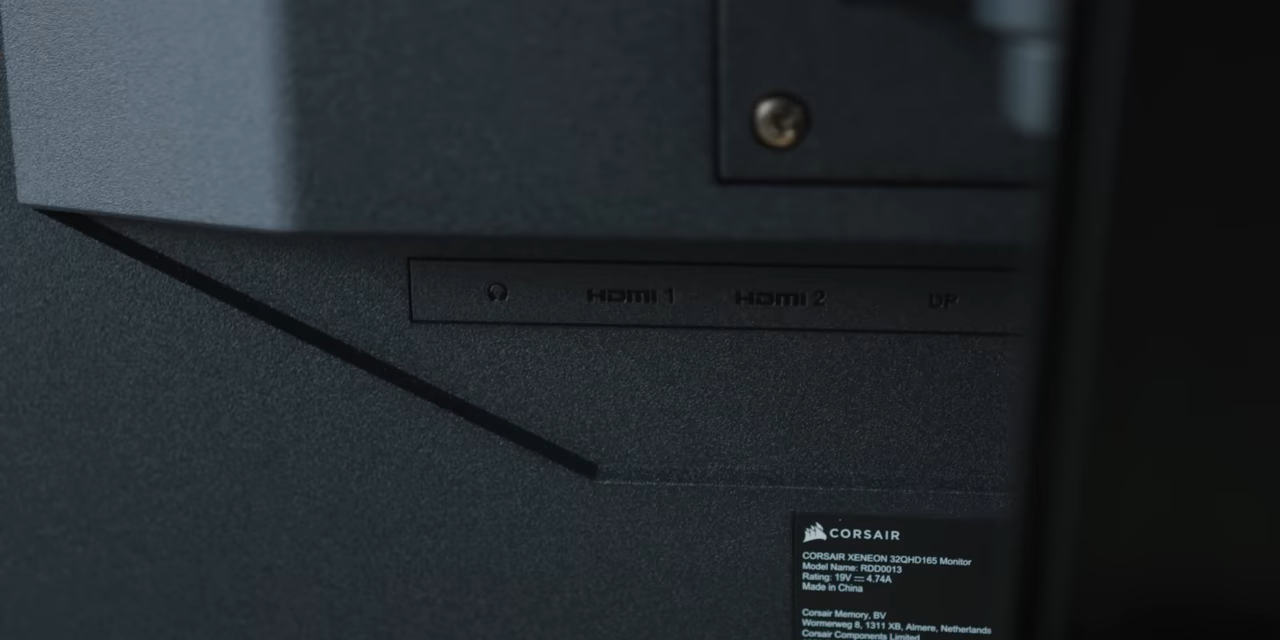 HDMI 1 HDMI 2 DP
CORSAIR
CORSAIR XENEON 32QHD165 Monitor
Model Name: RDD0013
Rating: 19V ⎓ 4.74A
Made in China
Corsair Memory, BV
Wormerweg 8, 1311 XB, Almere, Netherlands
Corsair Components Limited